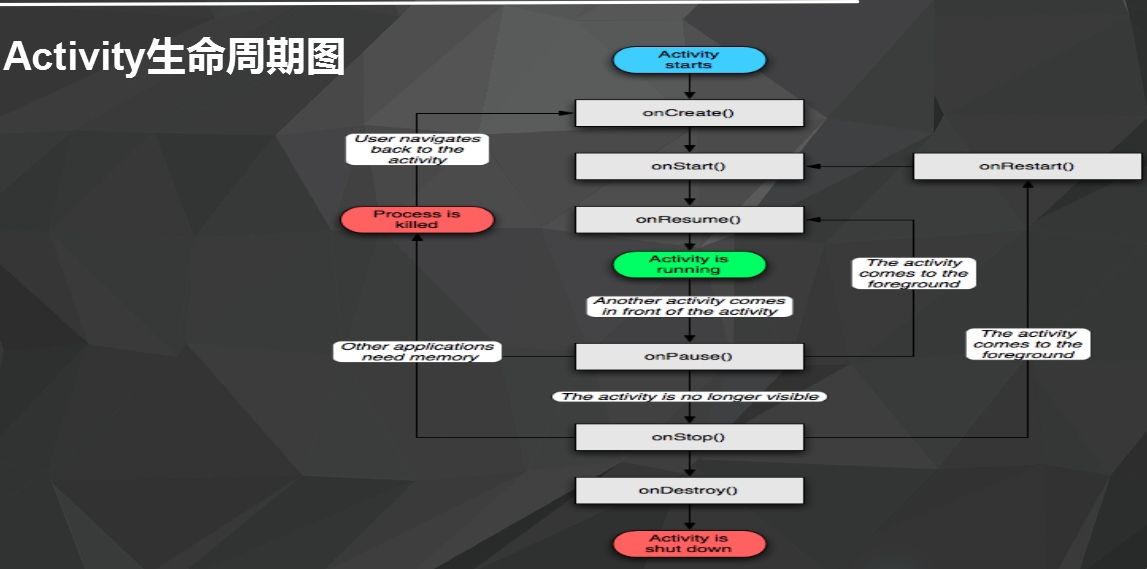 Activity生命周期图
Activity
starts
onCreate()
User navigates
back to the
activity
onStart()
onRestart()
Process is
killed
onResume()
Activity is
running
The activity
comes to the
foreground
Another activity comes
in front of the activity
The activity
comes to the
foreground
Other applications
need memory
onPause()
The activity is no longer visible
onStop()
onDestroy()
Activity is
shut down